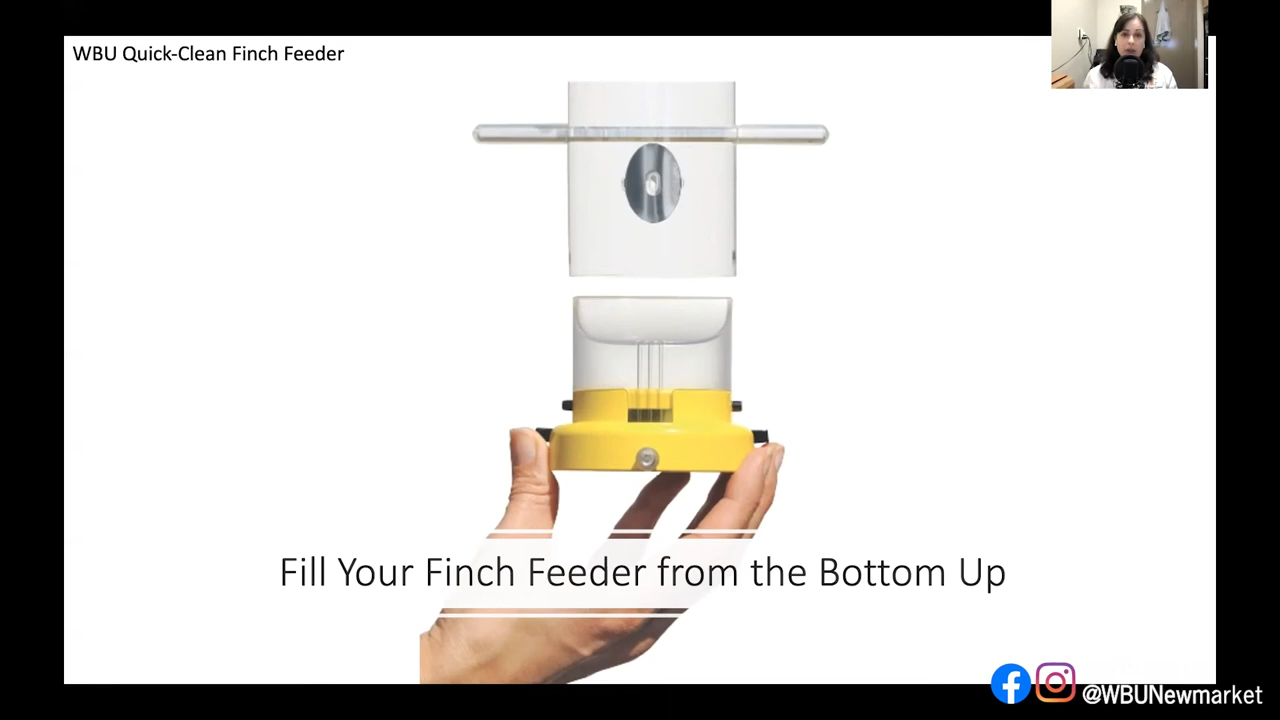 WBU Quick-Clean Finch Feeder
Fill Your Finch Feeder from the Bottom Up
@WBUNewmarket